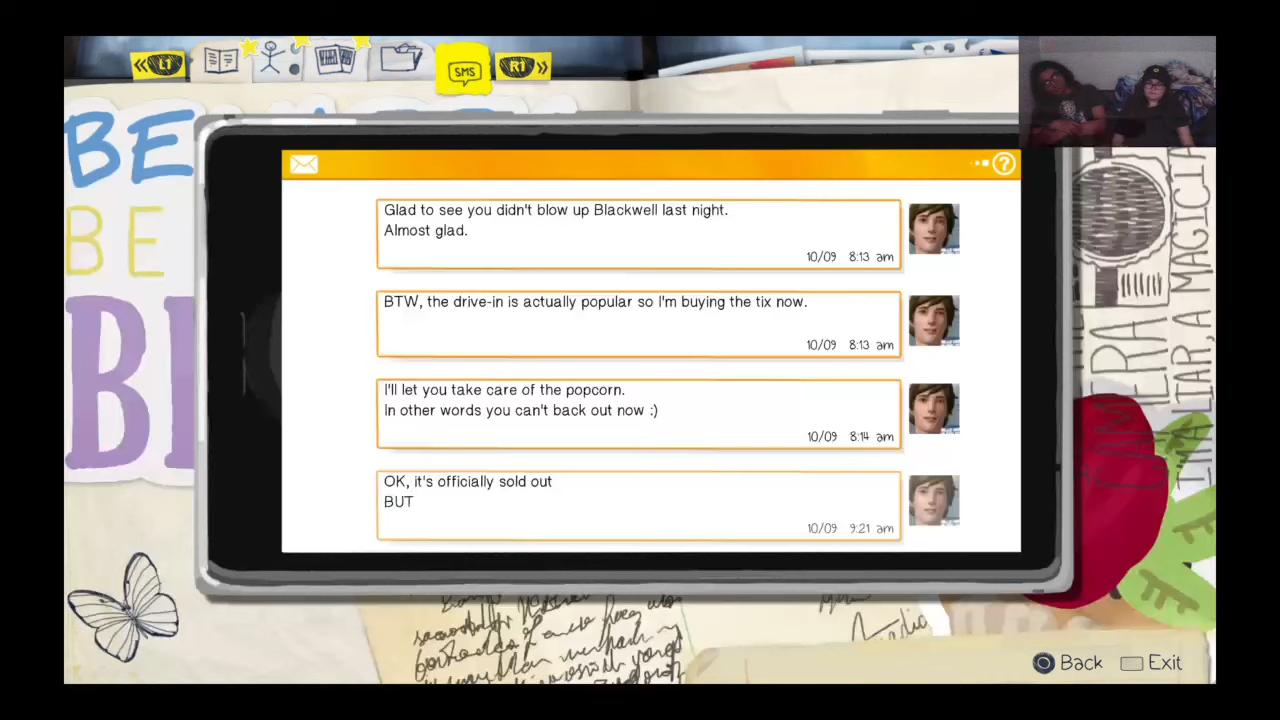 L1
SMS
R1
BE
BE
Glad to see you didn't blow up Blackwell last night.
Almost glad.
10/09 8:13 am
BTW, the drive-in is actually popular so I'm buying the tix now.
10/09 8:13 am
I'll let you take care of the popcorn.
In other words you can't back out now :)
10/09 8:14 am
OK, it's officially sold out
BUT
10/09 9:21 am
?
Back
Exit